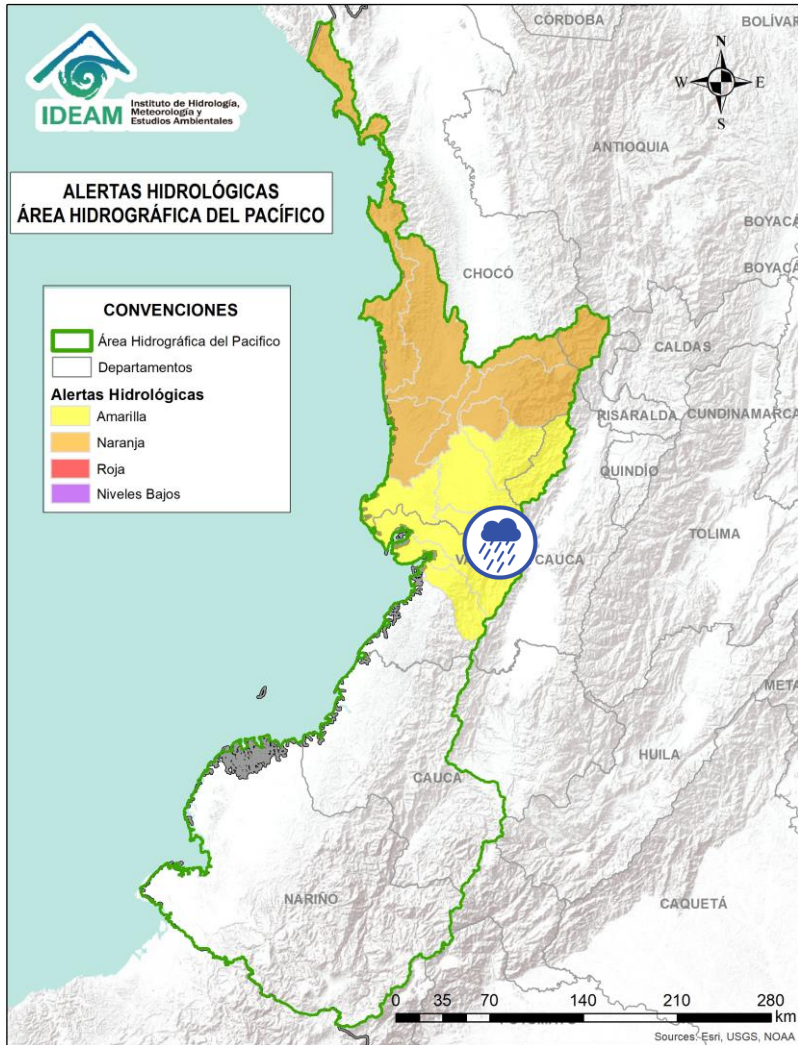 CÓRDOBA
BOLÍVAR
N
W
E
S
IDEAM
Instituto de Hidrología,
Meteorología y
Estudios Ambientales
ANTIOQUIA
ALERTAS HIDROLÓGICAS
ÁREA HIDROGRÁFICA DEL PACÍFICO
BOYACÁ
BOYACÁ
CHOCÓ
CONVENCIONES
Área Hidrográfica del Pacifico
Departamentos
Alertas Hidrológicas
Amarilla
Naranja
Roja
Niveles Bajos
CALDAS
RISARALDA
CUNDINAMARCA
QUINDÍO
TOLIMA
CAUCA
META
HUILA
CAUCA
NARIÑO
CAQUETÁ
0 35 70 140 210 280
km
Sources: Esri, USGS, NOAA